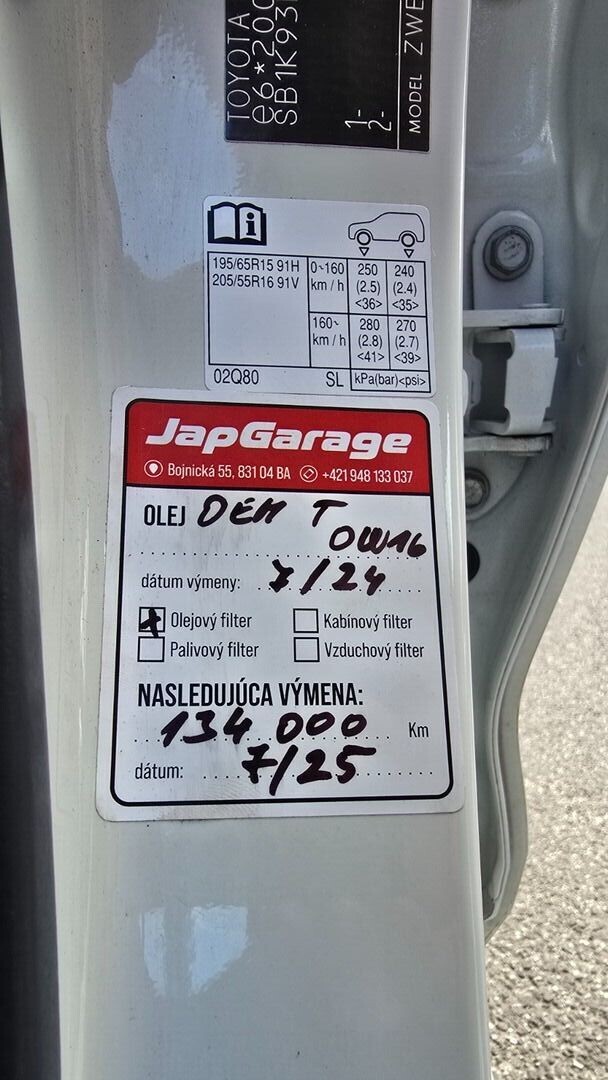 TOYOTA
e6*200
SB1K93
1-
2-
MODEL ZWE
195/65R15 91H 0~160 250 240
205/55R16 91V km/h (2.5) (2.4)
<36> <35>
160~ 280 270
km/h (2.8) (2.7)
<41> <39>
02Q80 SL kPa(bar)<psi>
JapGarage
Bojnická 55, 831 04 BA +421 948 133 037
OLEJ OEM T
0W16
dátum výmeny: 7/24
Olejový filter Kabínový filter
Palivový filter Vzduchový filter
NASLEDUJÚCA VÝMENA:
134 000 Km
dátum: 7/25